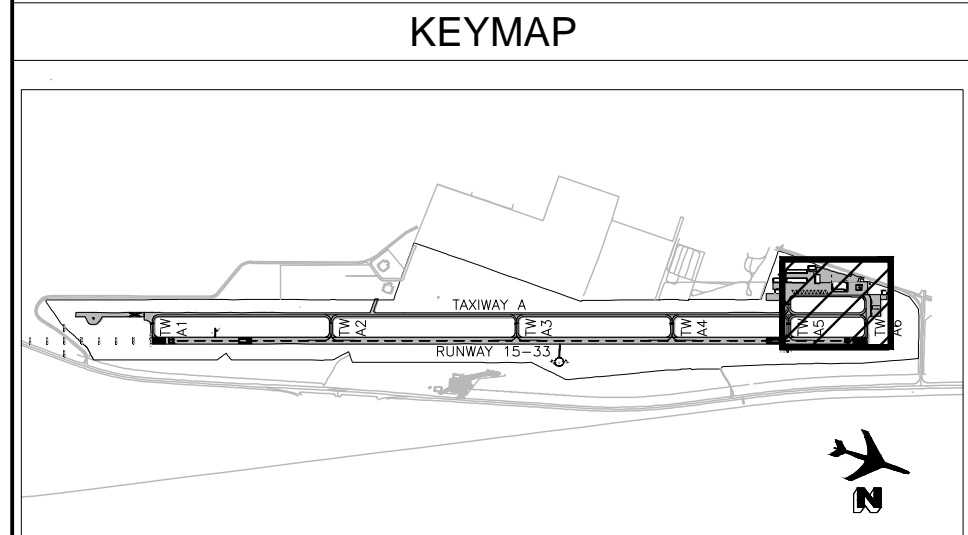 KEYMAP
TAXIWAY A
TW A1
TW A2
TW A3
TW A4
TW A5
TW A6
RUNWAY 15-33
N